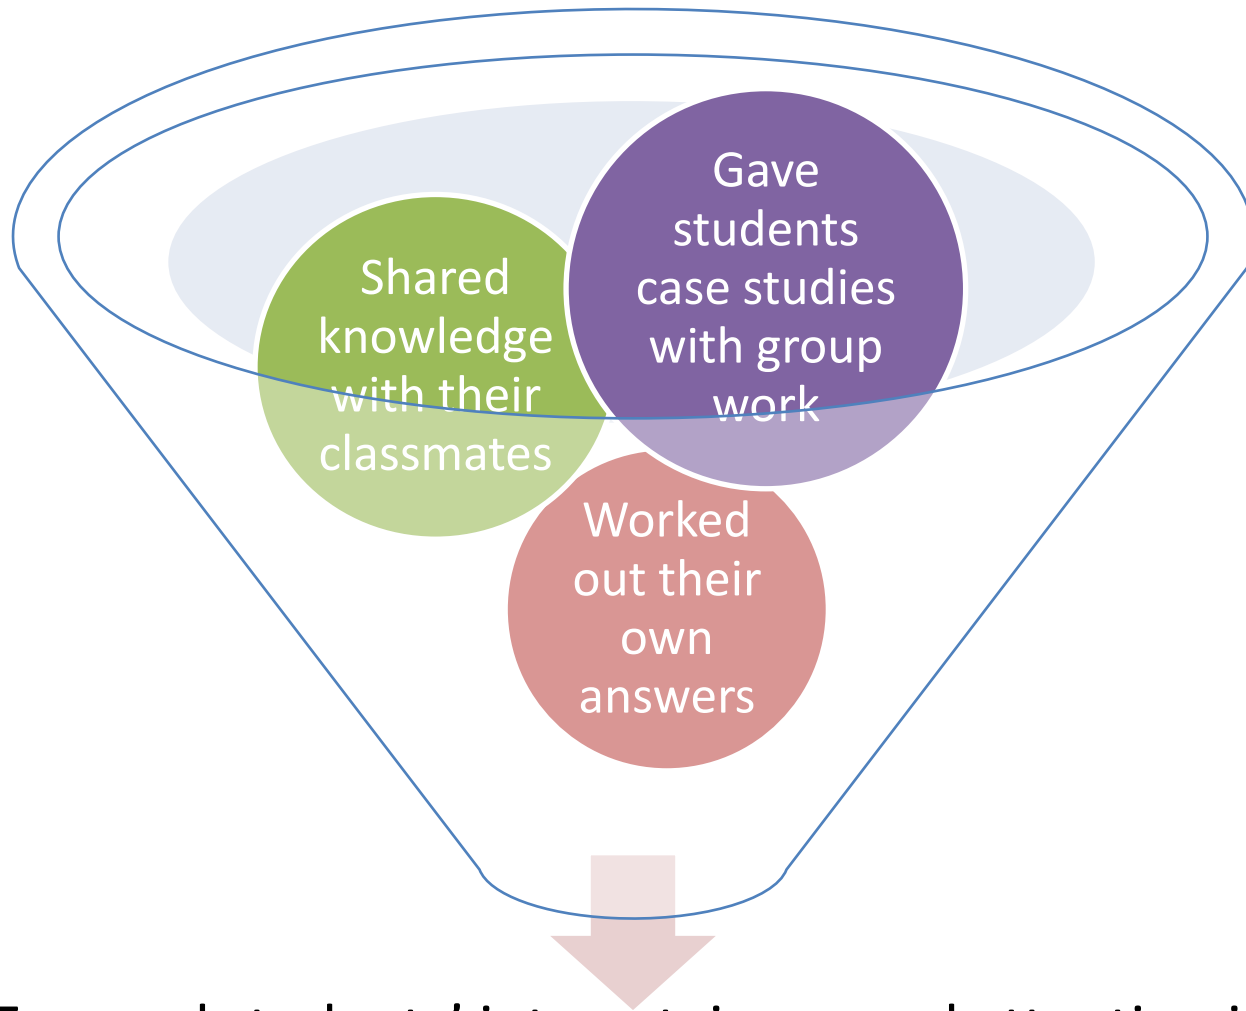 Gave
students
case studies
with group
work
Shared
knowledge
with their
classmates
Worked
out their
own
answers